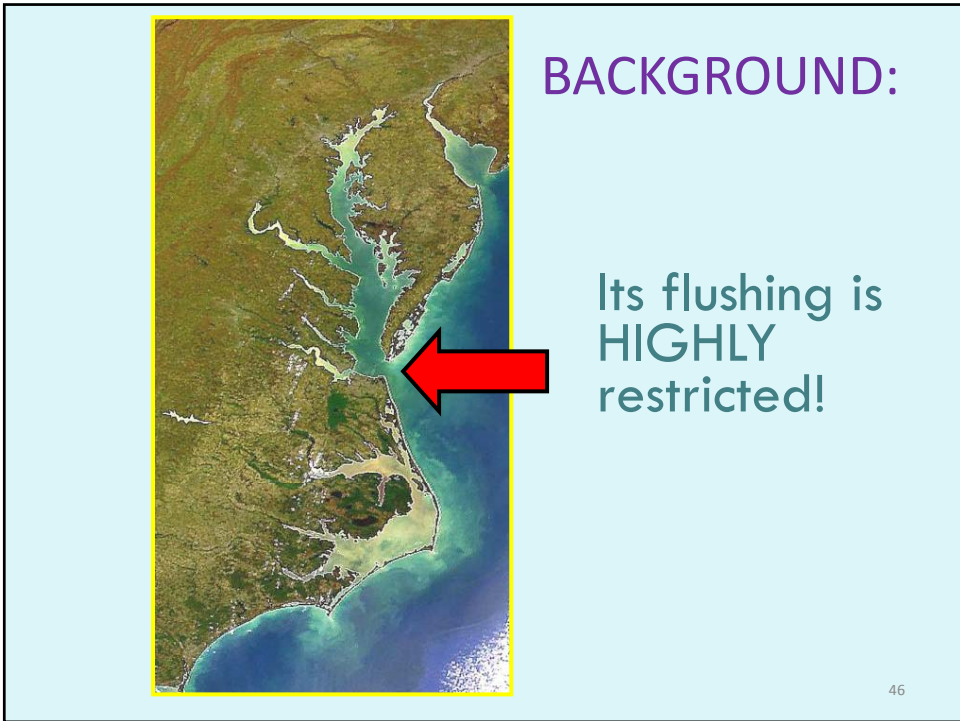 BACKGROUND:
Its flushing is
HIGHLY
restricted!
46